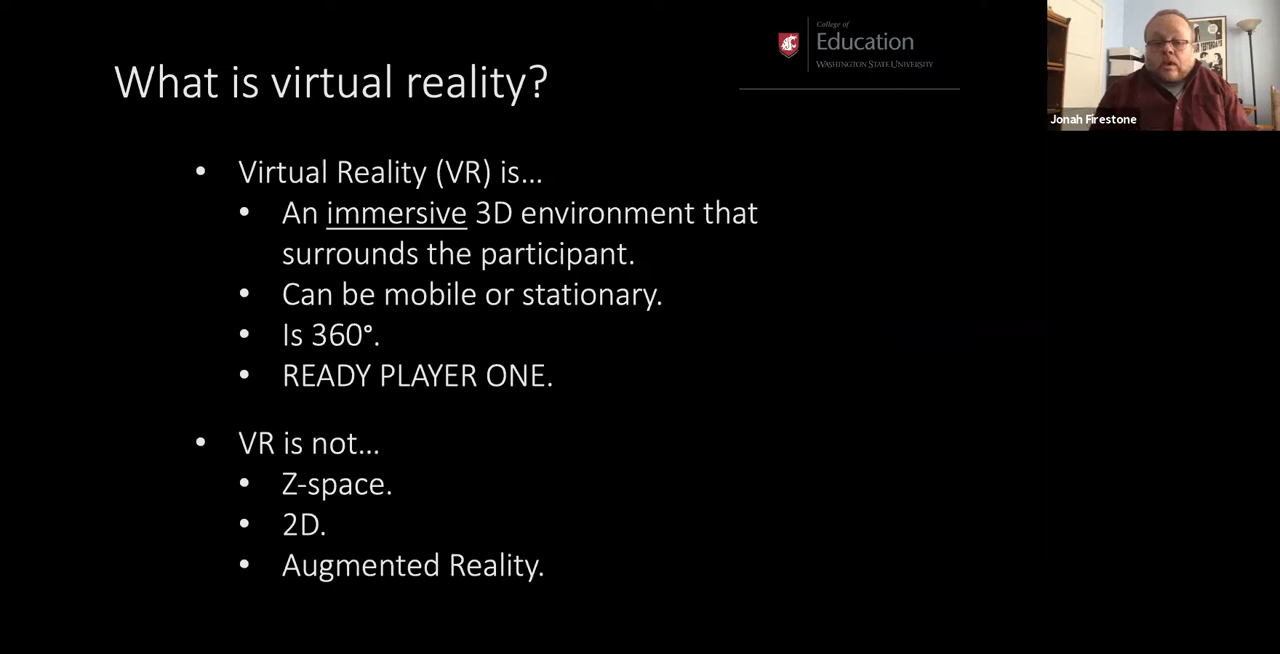 College of
Education
WASHINGTON STATE UNIVERSITY
What is virtual reality?
Jonah Firestone
• Virtual Reality (VR) is…
• An immersive 3D environment that
surrounds the participant.
• Can be mobile or stationary.
• Is 360°.
• READY PLAYER ONE.
• VR is not…
• Z-space.
• 2D.
• Augmented Reality.